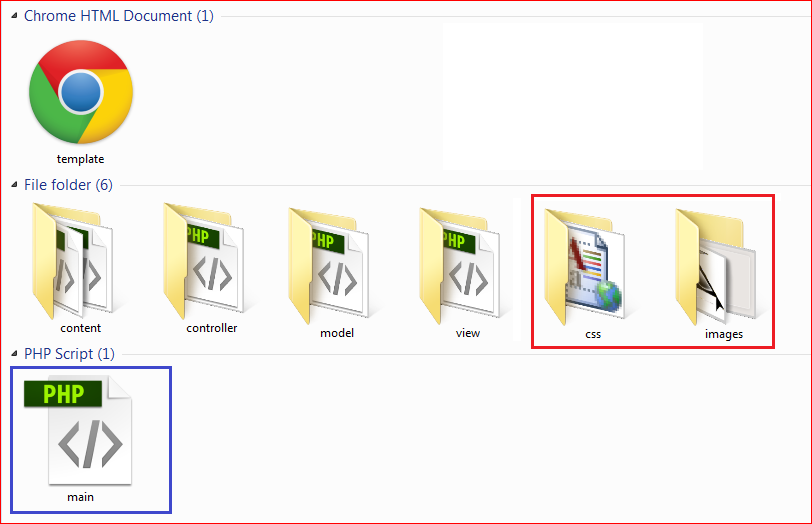 Chrome HTML Document (1)
template
File folder (6)
PHP PHP PHP
content controller model view css images
PHP Script (1)
PHP
main